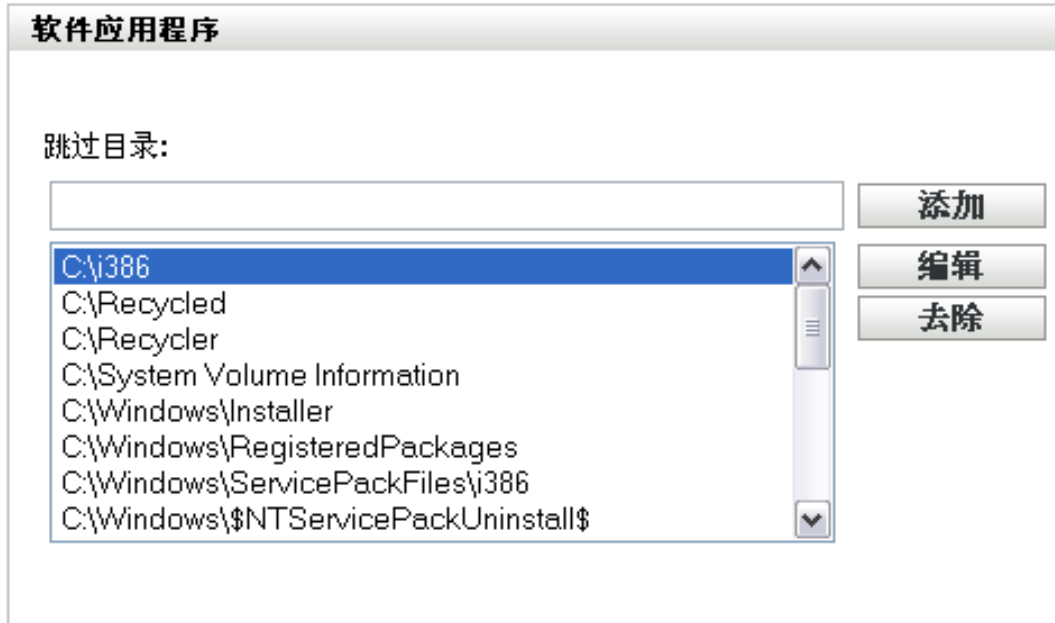 软件应用程序
跳过目录:
添加
C:\i386
编辑
C:\Recycled
去除
C:\Recycler
C:\System Volume Information
C:\Windows\Installer
C:\Windows\RegisteredPackages
C:\Windows\ServicePackFiles\i386
C:\Windows\$NTServicePackUninstall$